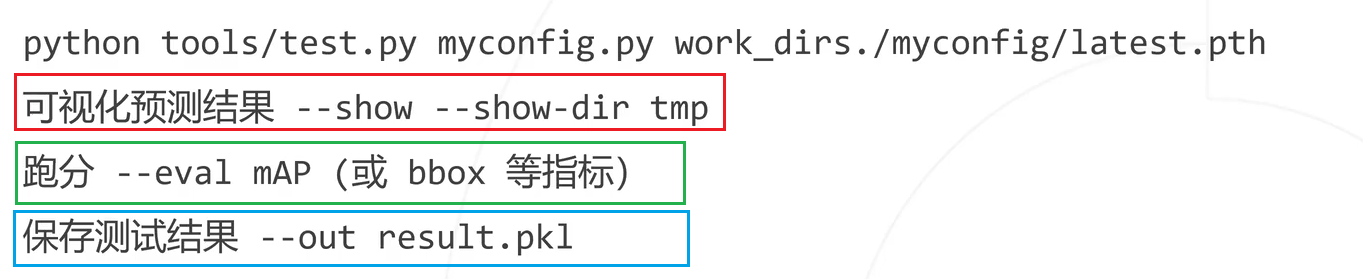 python tools/test.py myconfig.py work_dirs./myconfig/latest.pth
可视化预测结果 --show --show-dir tmp
跑分 --eval mAP (或 bbox 等指标)
保存测试结果 --out result.pkl